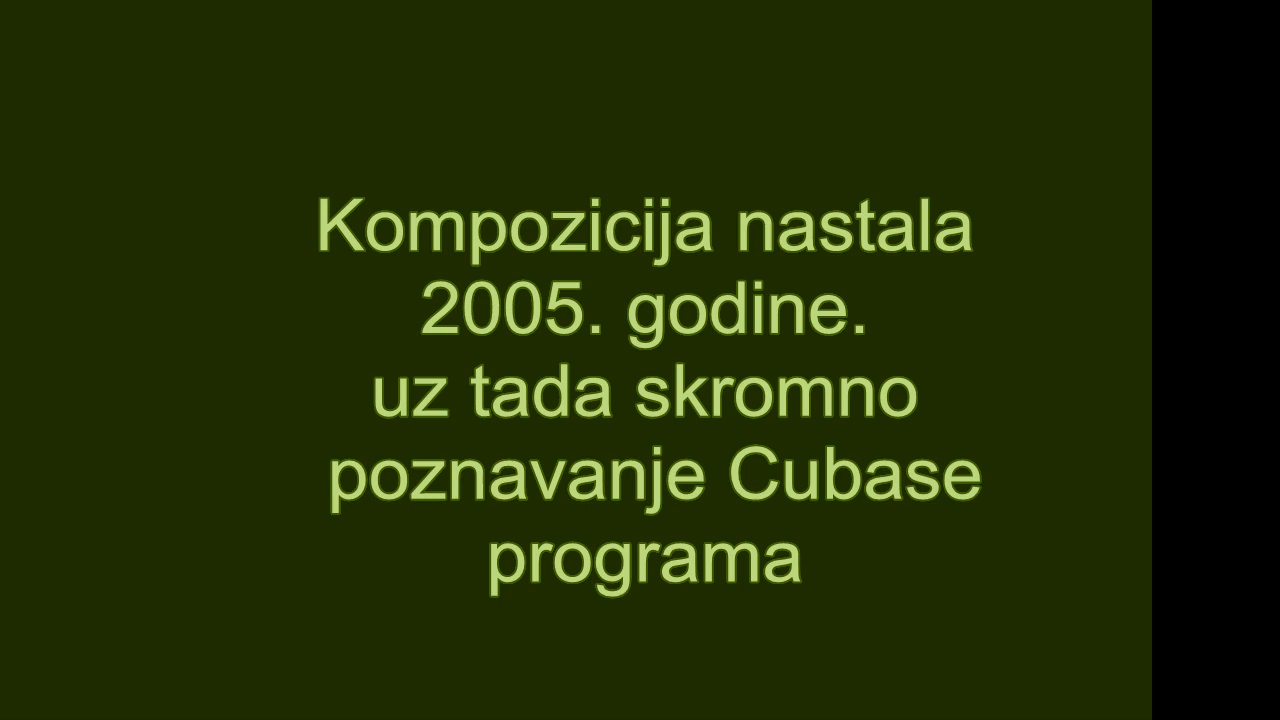 Kompozicija nastala
2005. godine.
uz tada skromno
poznavanje Cubase
programa